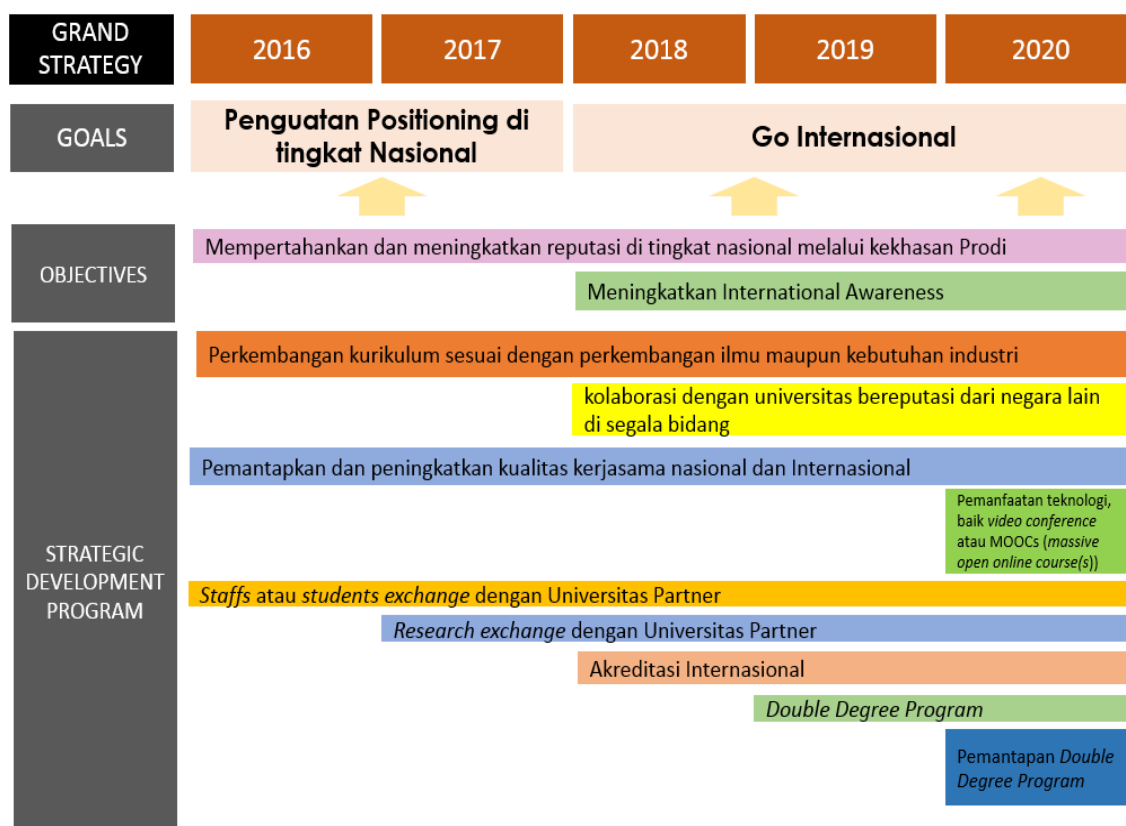 GRAND
STRATEGY
2016
2017
2018
2019
2020
GOALS
Penguatan Positioning di
tingkat Nasional
Go Internasional
OBJECTIVES
Mempertahankan dan meningkatkan reputasi di tingkat nasional melalui kekhasan Prodi
Meningkatkan International Awareness
STRATEGIC
DEVELOPMENT
PROGRAM
Perkembangan kurikulum sesuai dengan perkembangan ilmu maupun kebutuhan industri
kolaborasi dengan universitas bereputasi dari negara lain
di segala bidang
Pemantapkan dan peningkatkan kualitas kerjasama nasional dan Internasional
Pemanfaatan teknologi,
baik video conference
atau MOOCs (massive
open online course(s))
Staffs atau students exchange dengan Universitas Partner
Research exchange dengan Universitas Partner
Akreditasi Internasional
Double Degree Program
Pemantapan Double
Degree Program